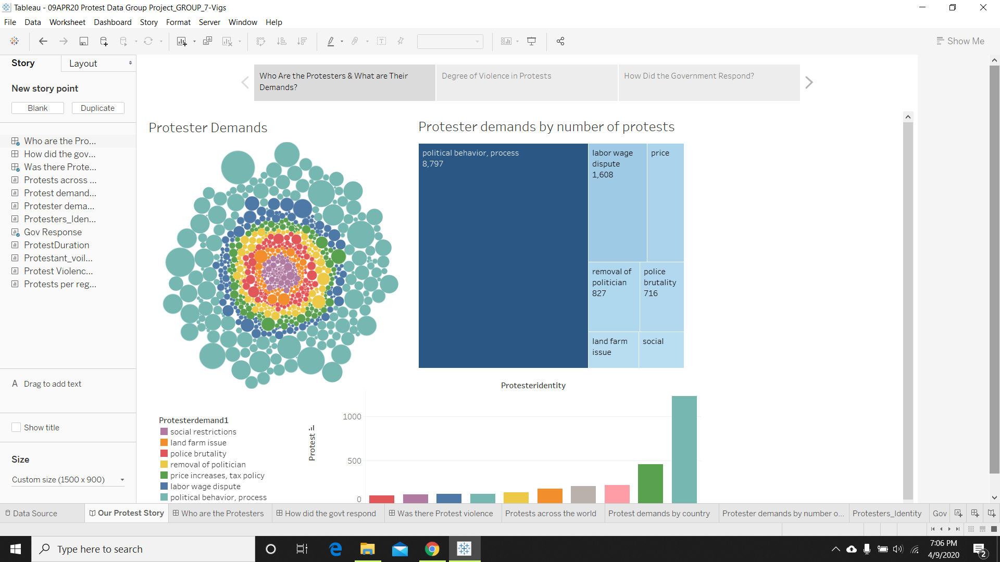 Tableau - 09APR20 Protest Data Group Project_GROUP_7-Vigs
File Data Worksheet Dashboard Story Format Server Window Help
Show Me
Story
Layout
New story point
Blank
Duplicate
Who are the Pro...
How did the gov...
Was there Prote...
Protests across ...
Protest demand...
Protester dema...
Protesters_Iden...
Gov Response
ProtestDuration
Protestant_voil...
Protest Violenc...
Protests per reg...
A Drag to add text
Show title
Size
Custom size (1500 x 900)
Who Are the Protesters & What are Their
Demands?
Degree of Violence in Protests
How Did the Government Respond?
Protester Demands
Protester demands by number of protests
political behavior, process
8,797
labor wage
dispute
1,608
price
removal of
politician
827
police
brutality
716
land farm
issue
social
Protesterdemand1
social restrictions
land farm issue
police brutality
removal of politician
price increases, tax policy
labor wage dispute
political behavior, process
Protesteridentity
Protest
1000
500
0
Data Source
Our Protest Story
Who are the Protesters
How did the govt respond
Was there Protest violence
Protests across the world
Protest demands by country
Protester demands by number o...
Protesters_Identity
Gov
Type here to search
7:06 PM
4/9/2020
2